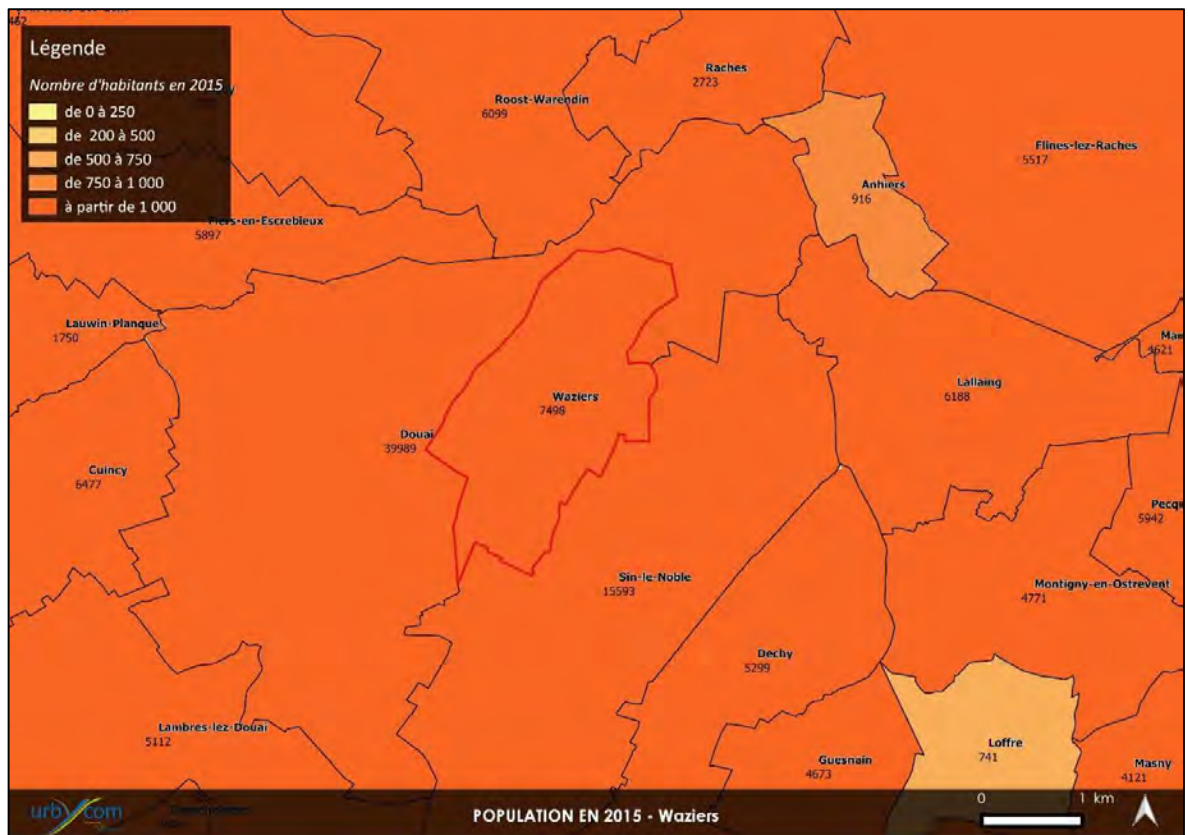 462
Légende
Nombre d'habitants en 2015
de 0 à 250
de 200 à 500
de 500 à 750
de 750 à 1 000
à partir de 1 000
Raches
2723
Roost-Warendin
6099
Flines-lez-Raches
5517
Anhiers
916
Flers-en-Escrebieux
5897
Lauwin-Planque
1750
4621
Lallaing
6188
Waziers
7498
Douai
39989
Cuincy
6477
Pecqu
5942
Sin-le-Noble
15593
Montigny-en-Ostrevent
4771
Dechy
5299
Lambres-lez-Douai
5112
Loffre
741
Guesnain
4673
Masny
4121
urbycom
POPULATION EN 2015 - Waziers
0 1 km